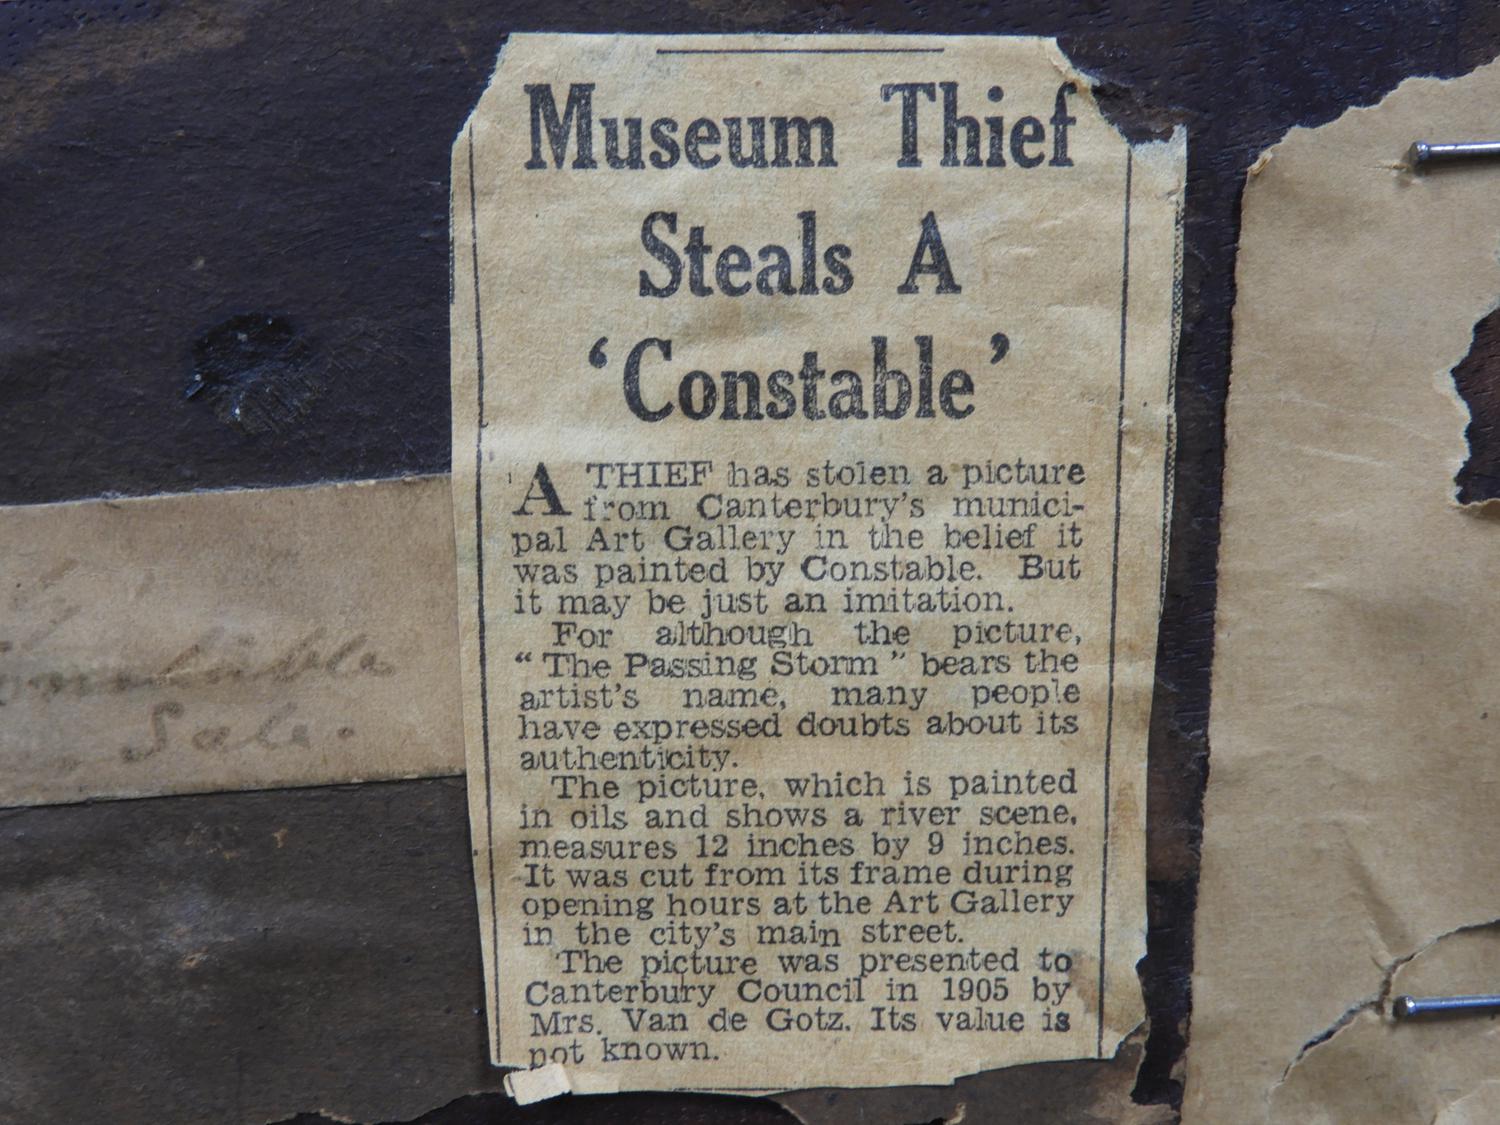 Museum Thief
Steals A
‘Constable’
A THIEF has stolen a picture
from Canterbury's munici-
pal Art Gallery in the belief it
was painted by Constable. But
it may be just an imitation.
For although the picture,
“The Passing Storm” bears the
artist's name, many people
have expressed doubts about its
authenticity.
The picture, which is painted
in oils and shows a river scene,
measures 12 inches by 9 inches.
It was cut from its frame during
opening hours at the Art Gallery
in the city's main street.
The picture was presented to
Canterbury Council in 1905 by
Mrs. Van de Gotz. Its value is
not known.
Constable
Sale.